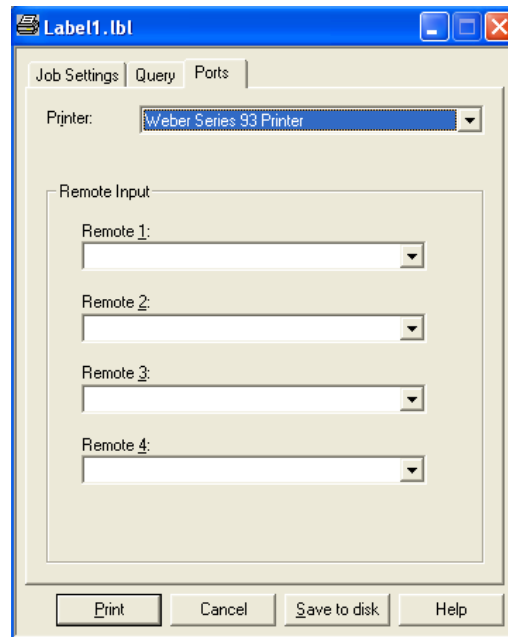 Label1.lbl
Job Settings Query Ports
Printer: Weber Series 93 Printer
Remote Input
Remote 1:
Remote 2:
Remote 3:
Remote 4:
Print Cancel Save to disk Help